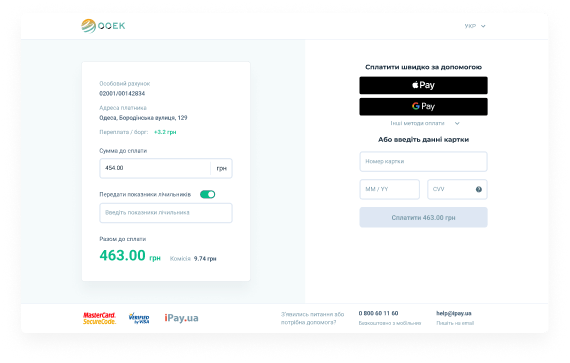 ООЕК
УКР
Особовий рахунок
02001/00142834
Адреса платника
Одеса, Бородінська вулиця, 129
Переплата / борг: +3.2 грн
Сумма до сплати
454.00 грн
Передати показники лічильників
Введіть показники лічильника
Разом до сплати
463.00 грн Комісія 9.74 грн
Сплатити швидко за допомогою
Pay
G Pay
Інші методи оплати
Або введіть данні картки
Номер картки
MM / YY CVV
Сплатити 463.00 грн
MasterCard.
SecureCode.
VERIFIED
by VISA
iPay.ua
З'явились питання або
потрібна допомога?
0 800 60 11 60
Безкоштовно з мобільних
help@ipay.ua
Пишіть на email